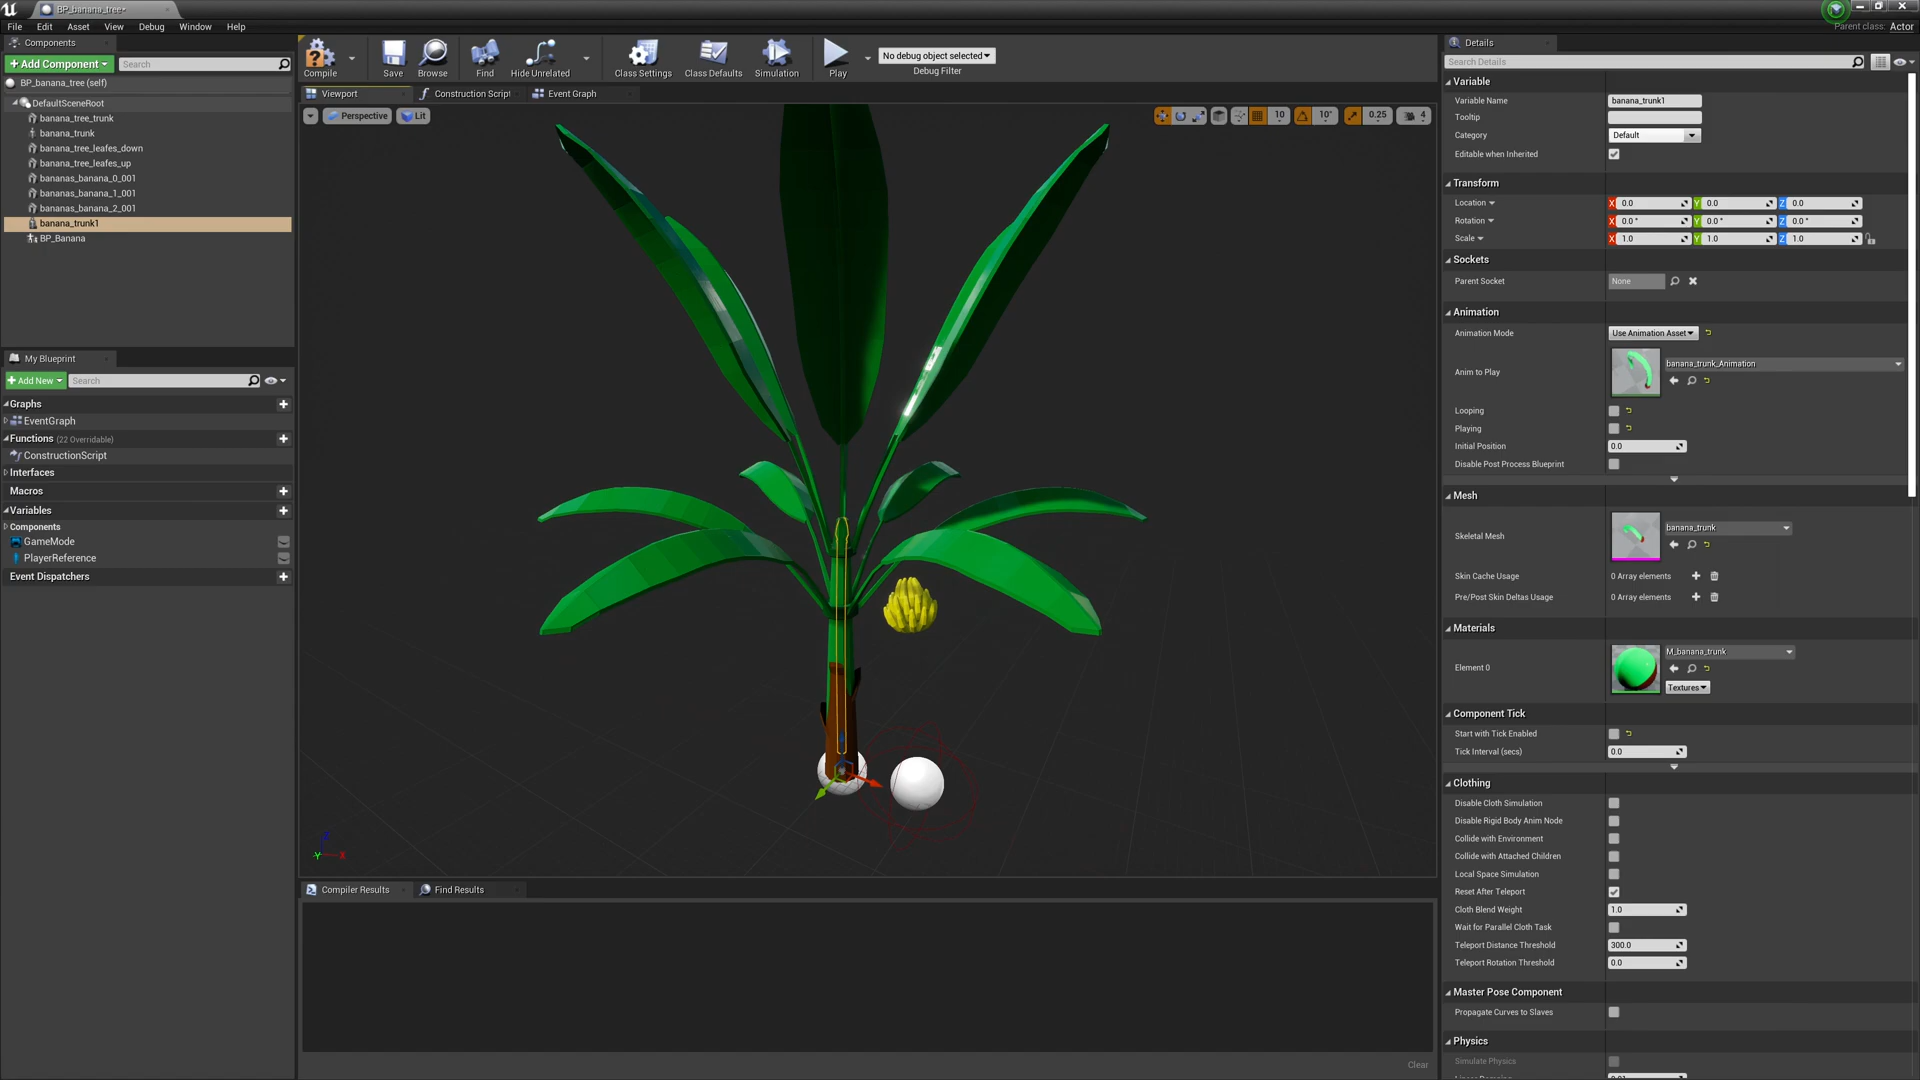 BP_banana_tree*
File Edit Asset View Debug Window Help
Parent class: Actor
Components
Add Component
Search
BP_banana_tree (self)
DefaultSceneRoot
banana_tree_trunk
banana_trunk
banana_tree_leafes_down
banana_tree_leafes_up
bananas_banana_0_001
bananas_banana_1_001
bananas_banana_2_001
banana_trunk1
BP_Banana
My Blueprint
Add New
Search
Graphs
EventGraph
Functions (22 Overridable)
ConstructionScript
Interfaces
Macros
Variables
Components
GameMode
PlayerReference
Event Dispatchers
Compile
Save
Browse
Find
Hide Unrelated
Class Settings
Class Defaults
Simulation
Play
No debug object selected
Debug Filter
Viewport
Construction Script
Event Graph
Perspective
Lit
10
10°
0.25
4
Z
Y
X
Compiler Results
Find Results
Clear
Details
Search Details
Variable
Variable Name banana_trunk1
Tooltip
Category Default
Editable when Inherited
Transform
Location X 0.0 Y 0.0 Z 0.0
Rotation X 0.0 ° Y 0.0 ° Z 0.0 °
Scale X 1.0 Y 1.0 Z 1.0
Sockets
Parent Socket None
Animation
Animation Mode Use Animation Asset
Anim to Play banana_trunk_Animation
Looping
Playing
Initial Position 0.0
Disable Post Process Blueprint
Mesh
Skeletal Mesh banana_trunk
Skin Cache Usage 0 Array elements
Pre/Post Skin Deltas Usage 0 Array elements
Materials
Element 0 M_banana_trunk
Textures
Component Tick
Start with Tick Enabled
Tick Interval (secs) 0.0
Clothing
Disable Cloth Simulation
Disable Rigid Body Anim Node
Collide with Environment
Collide with Attached Children
Local Space Simulation
Reset After Teleport
Cloth Blend Weight 1.0
Wait for Parallel Cloth Task
Teleport Distance Threshold 300.0
Teleport Rotation Threshold 0.0
Master Pose Component
Propagate Curves to Slaves
Physics
Simulate Physics